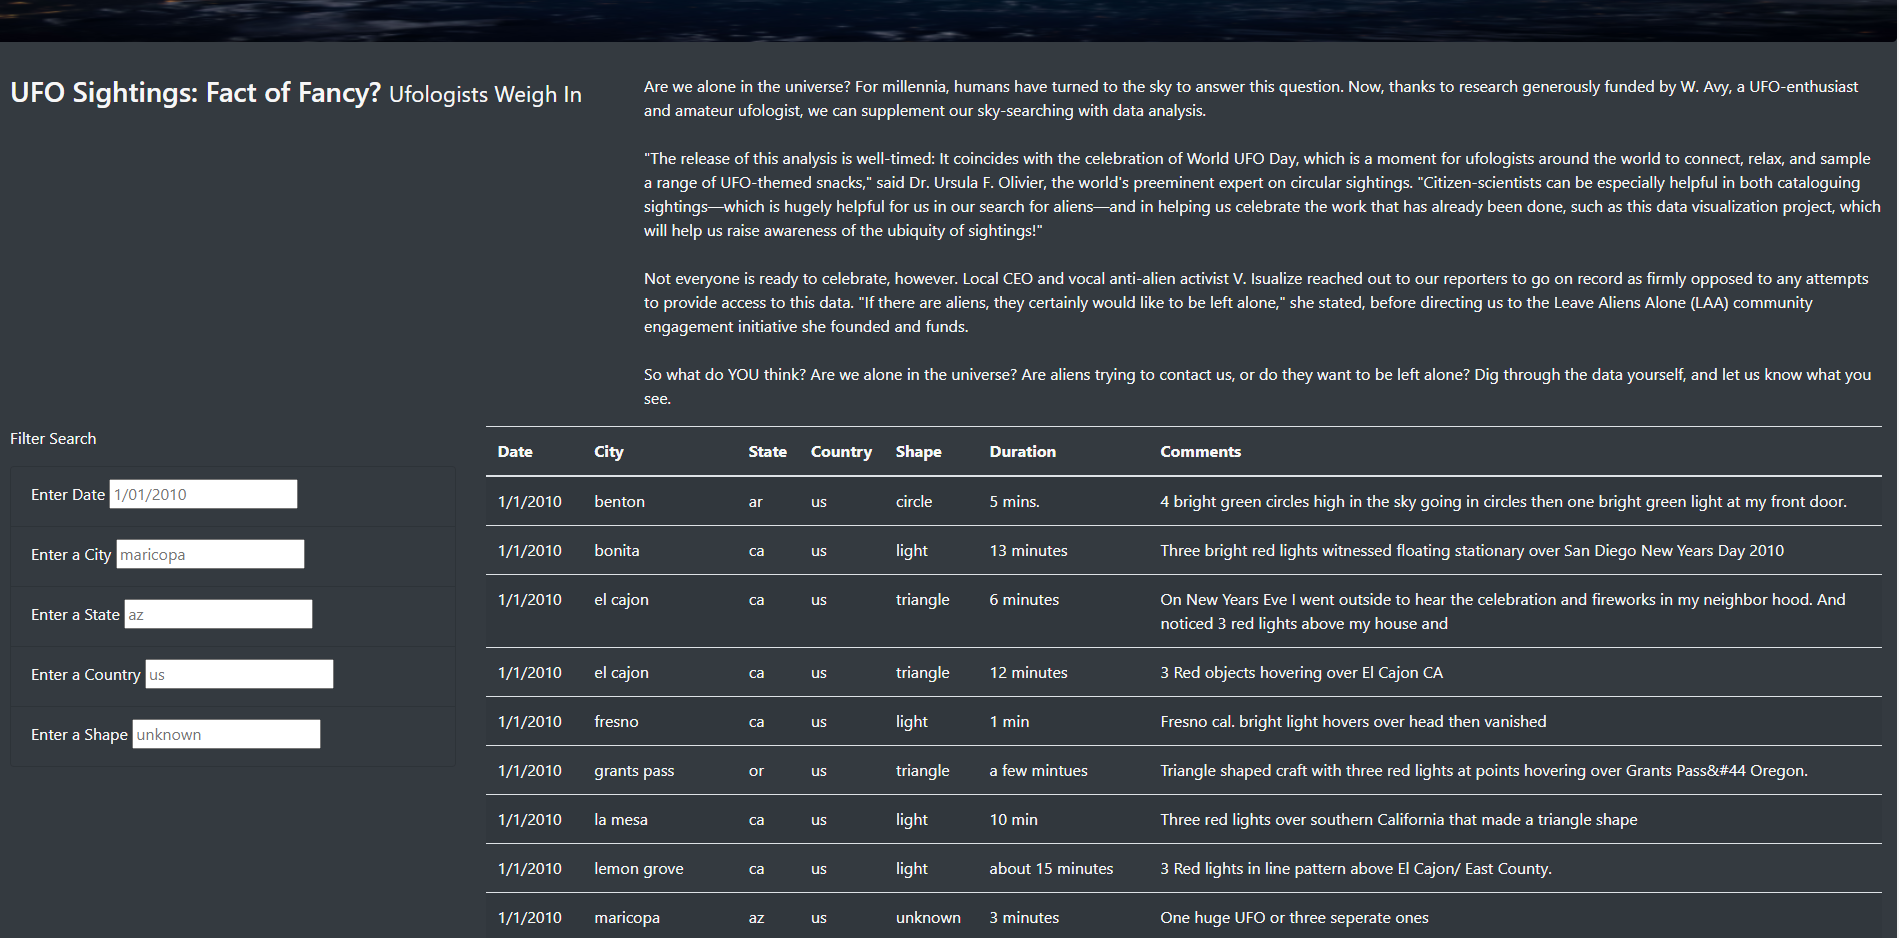 UFO Sightings: Fact of Fancy? Ufologists Weigh In
Are we alone in the universe? For millennia, humans have turned to the sky to answer this question. Now, thanks to research generously funded by W. Avy, a UFO-enthusiast
and amateur ufologist, we can supplement our sky-searching with data analysis.
"The release of this analysis is well-timed: It coincides with the celebration of World UFO Day, which is a moment for ufologists around the world to connect, relax, and sample
a range of UFO-themed snacks," said Dr. Ursula F. Olivier, the world's preeminent expert on circular sightings. "Citizen-scientists can be especially helpful in both cataloguing
sightings—which is hugely helpful for us in our search for aliens—and in helping us celebrate the work that has already been done, such as this data visualization project, which
will help us raise awareness of the ubiquity of sightings!"
Not everyone is ready to celebrate, however. Local CEO and vocal anti-alien activist V. Isualize reached out to our reporters to go on record as firmly opposed to any attempts
to provide access to this data. "If there are aliens, they certainly would like to be left alone," she stated, before directing us to the Leave Aliens Alone (LAA) community
engagement initiative she founded and funds.
So what do YOU think? Are we alone in the universe? Are aliens trying to contact us, or do they want to be left alone? Dig through the data yourself, and let us know what you
see.
Filter Search
Enter Date 1/01/2010
Enter a City maricopa
Enter a State az
Enter a Country us
Enter a Shape unknown
Date City State Country Shape Duration Comments
1/1/2010 benton ar us circle 5 mins. 4 bright green circles high in the sky going in circles then one bright green light at my front door.
1/1/2010 bonita ca us light 13 minutes Three bright red lights witnessed floating stationary over San Diego New Years Day 2010
1/1/2010 el cajon ca us triangle 6 minutes On New Years Eve I went outside to hear the celebration and fireworks in my neighbor hood. And
noticed 3 red lights above my house and
1/1/2010 el cajon ca us triangle 12 minutes 3 Red objects hovering over El Cajon CA
1/1/2010 fresno ca us light 1 min Fresno cal. bright light hovers over head then vanished
1/1/2010 grants pass or us triangle a few mintues Triangle shaped craft with three red lights at points hovering over Grants Pass&#44 Oregon.
1/1/2010 la mesa ca us light 10 min Three red lights over southern California that made a triangle shape
1/1/2010 lemon grove ca us light about 15 minutes 3 Red lights in line pattern above El Cajon/ East County.
1/1/2010 maricopa az us unknown 3 minutes One huge UFO or three seperate ones